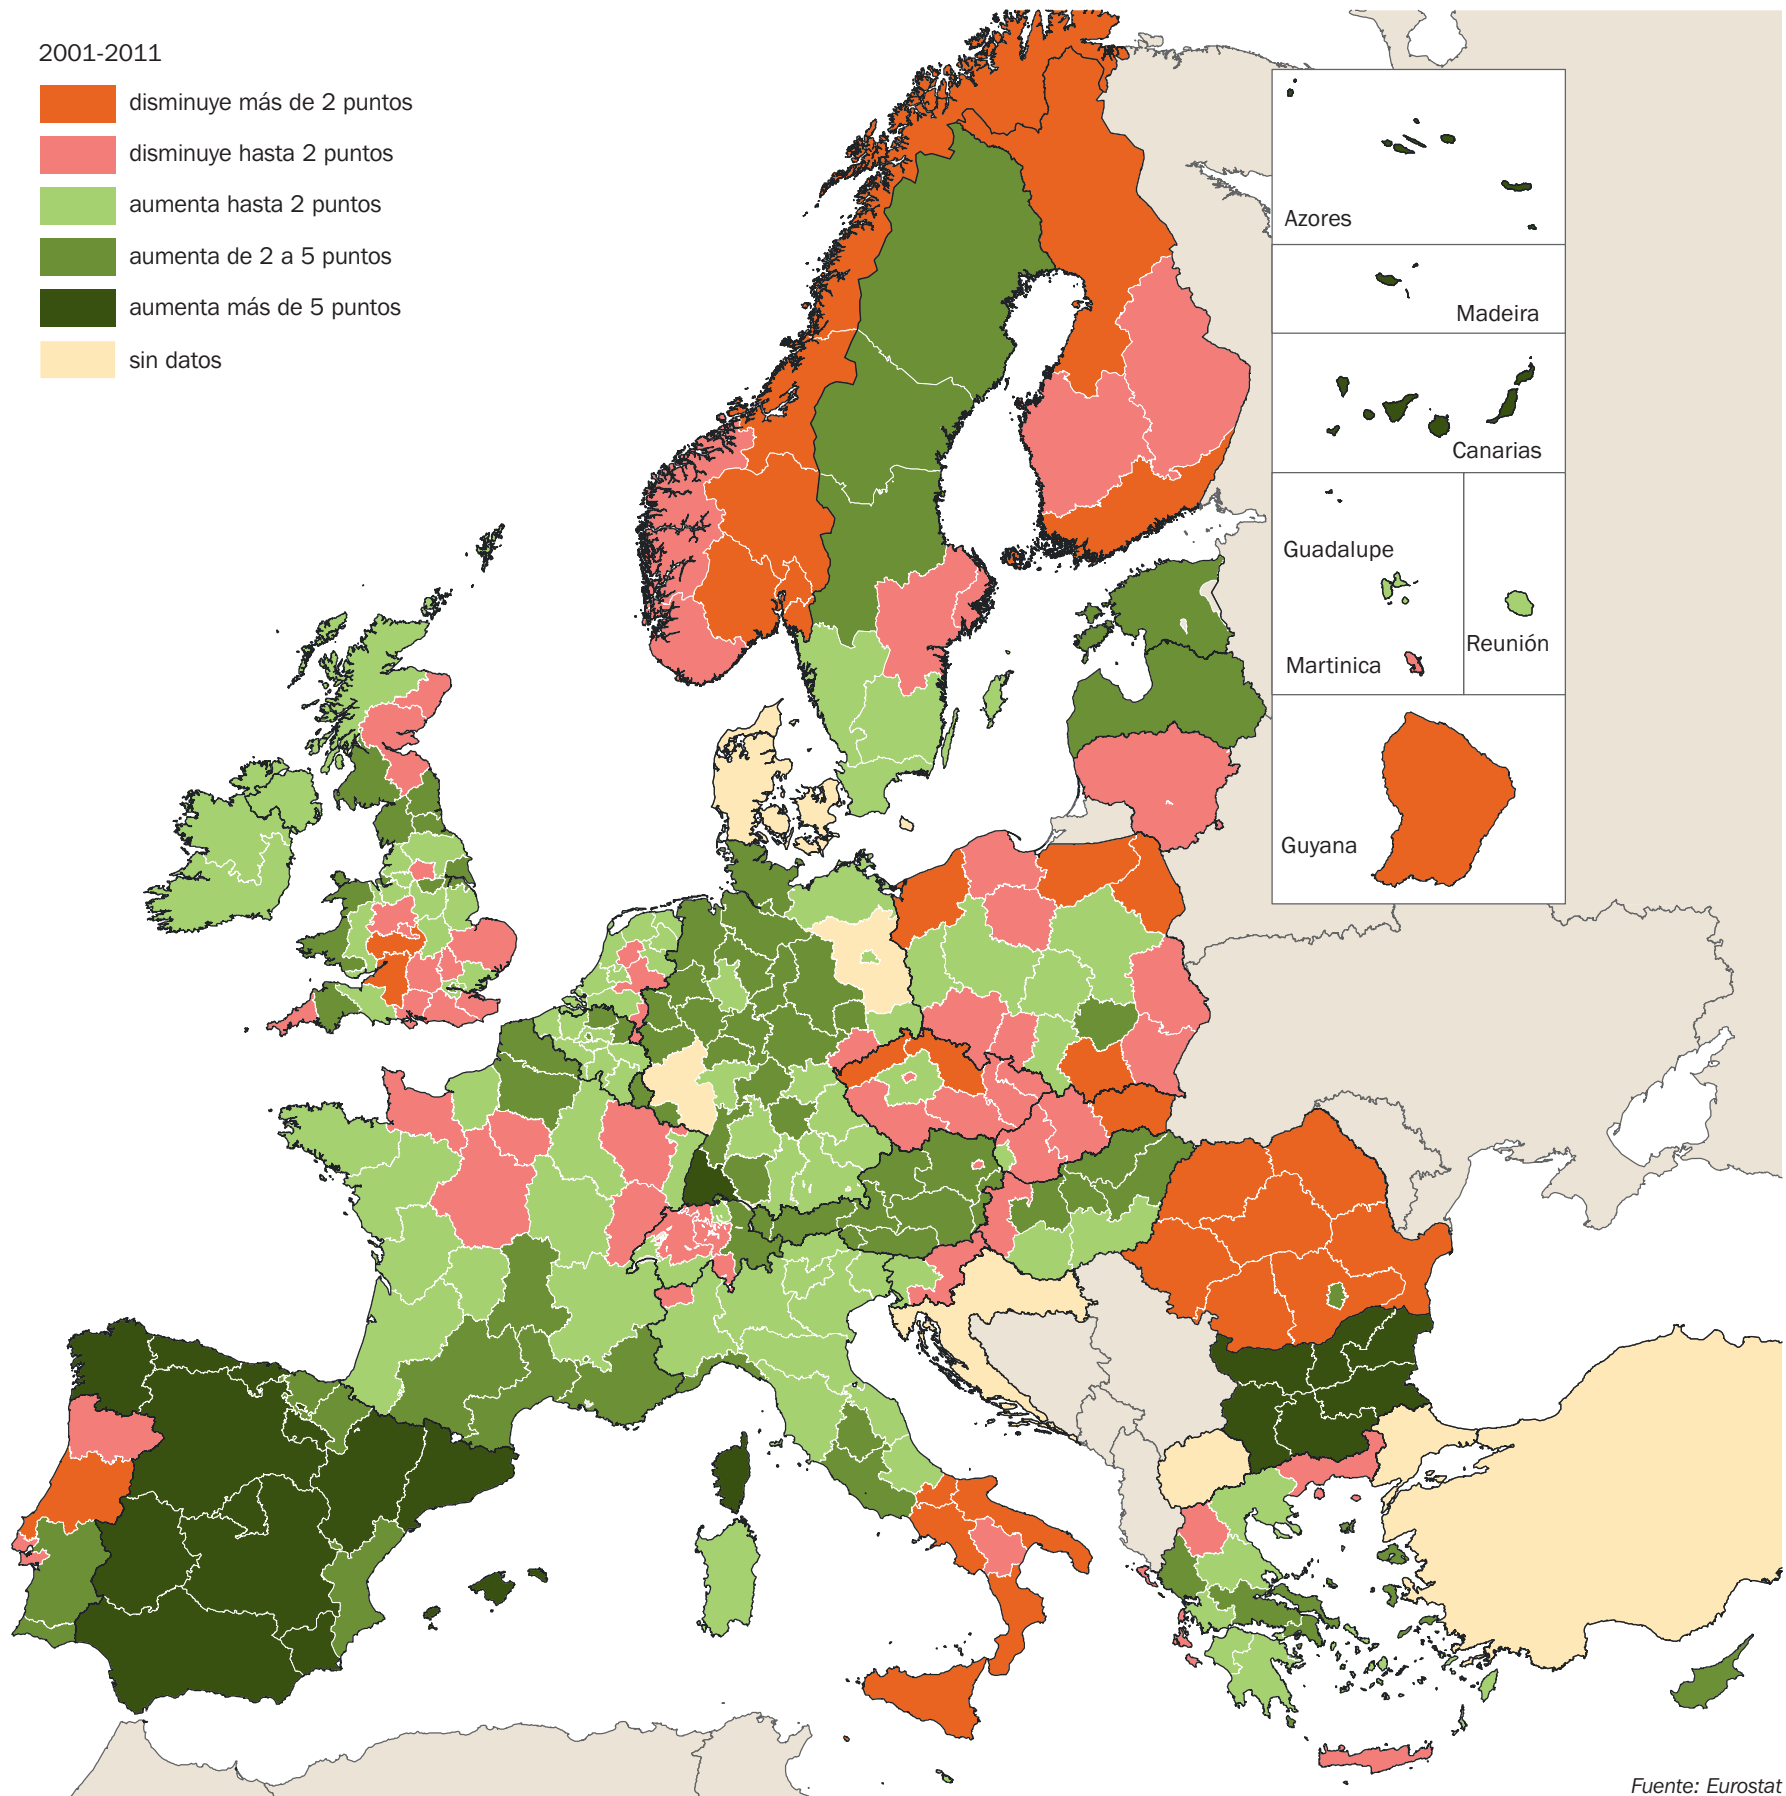 2001-2011
disminuye más de 2 puntos
disminuye hasta 2 puntos
aumenta hasta 2 puntos
aumenta de 2 a 5 puntos
aumenta más de 5 puntos
sin datos
Azores
Madeira
Canarias
Guadalupe
Martinica
Reunión
Guyana
Fuente: Eurostat